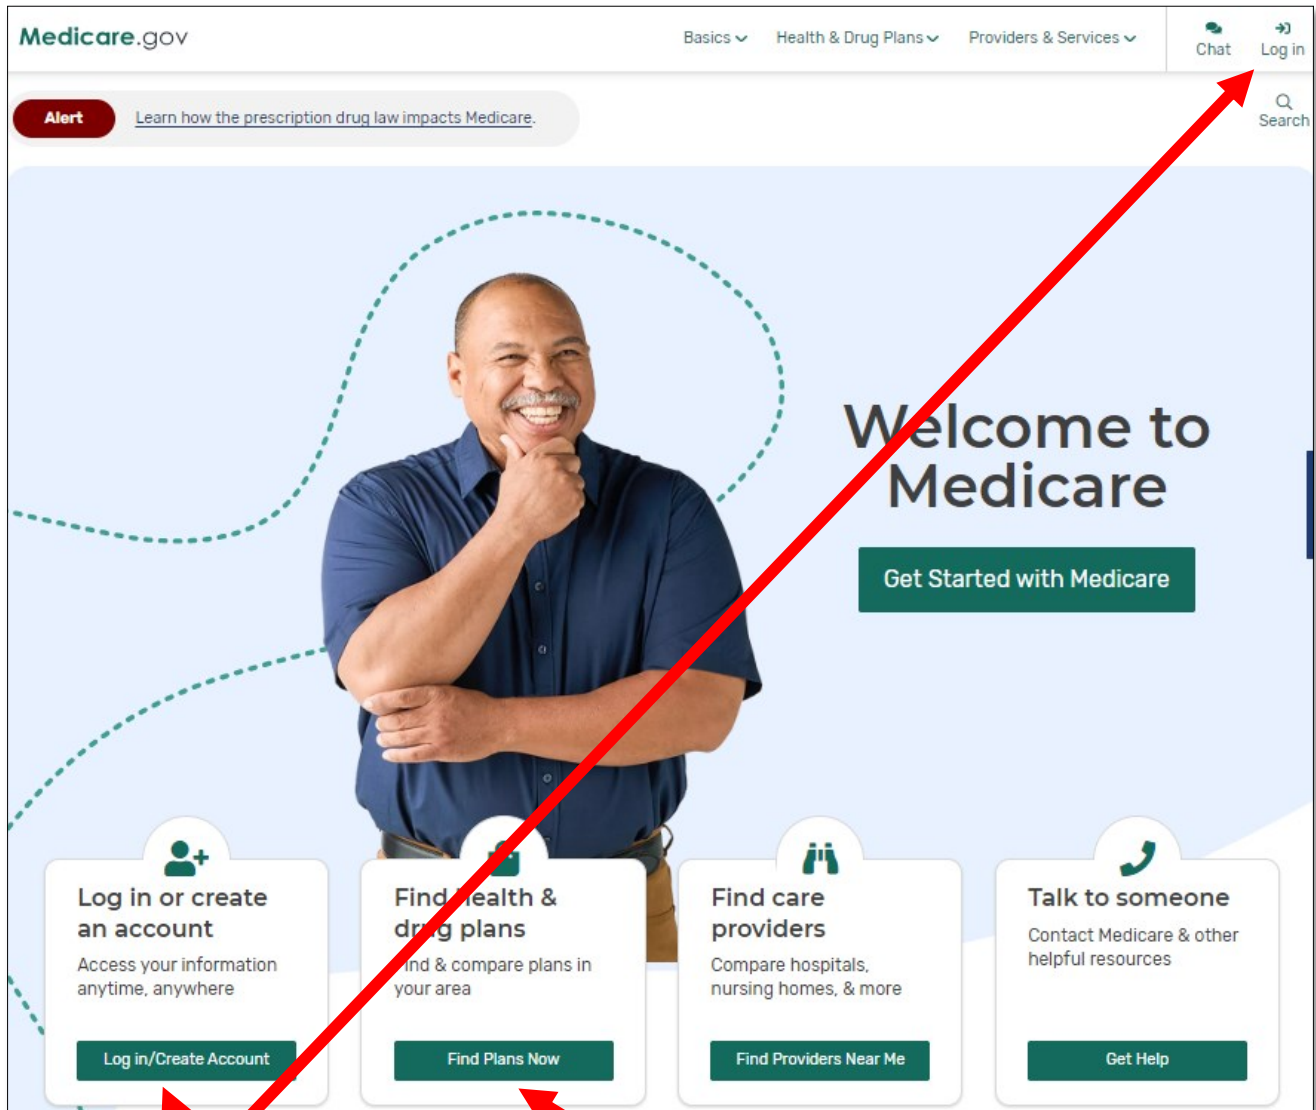 Medicare.gov
Basics
Health & Drug Plans
Providers & Services
Chat
Log in
Alert
Learn how the prescription drug law impacts Medicare.
Search
Welcome to
Medicare
Get Started with Medicare
Log in or create
an account
Access your information
anytime, anywhere
Log in/Create Account
Find health &
drug plans
Find & compare plans in
your area
Find Plans Now
Find care
providers
Compare hospitals,
nursing homes, & more
Find Providers Near Me
Talk to someone
Contact Medicare & other
helpful resources
Get Help